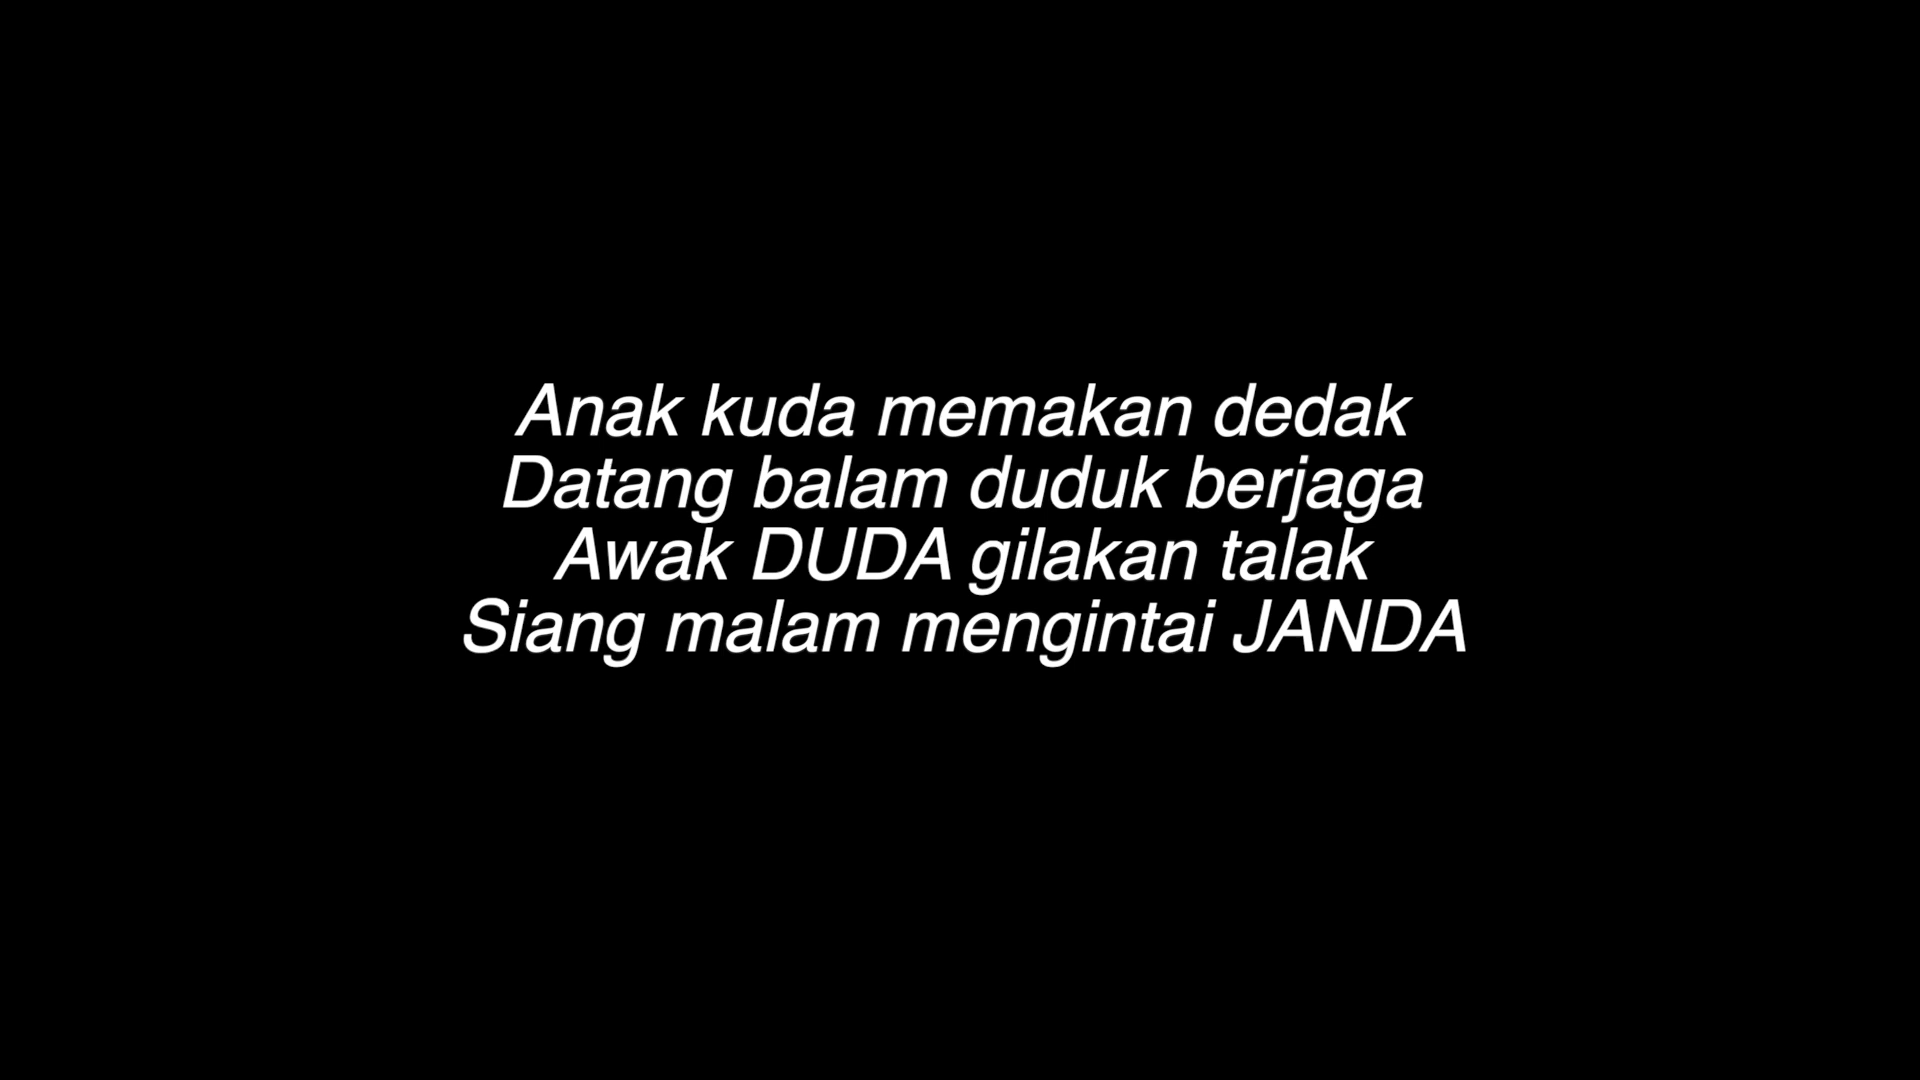 Anak kuda memakan dedak
Datang balam duduk berjaga
Awak DUDA gilakan talak
Siang malam mengintai JANDA